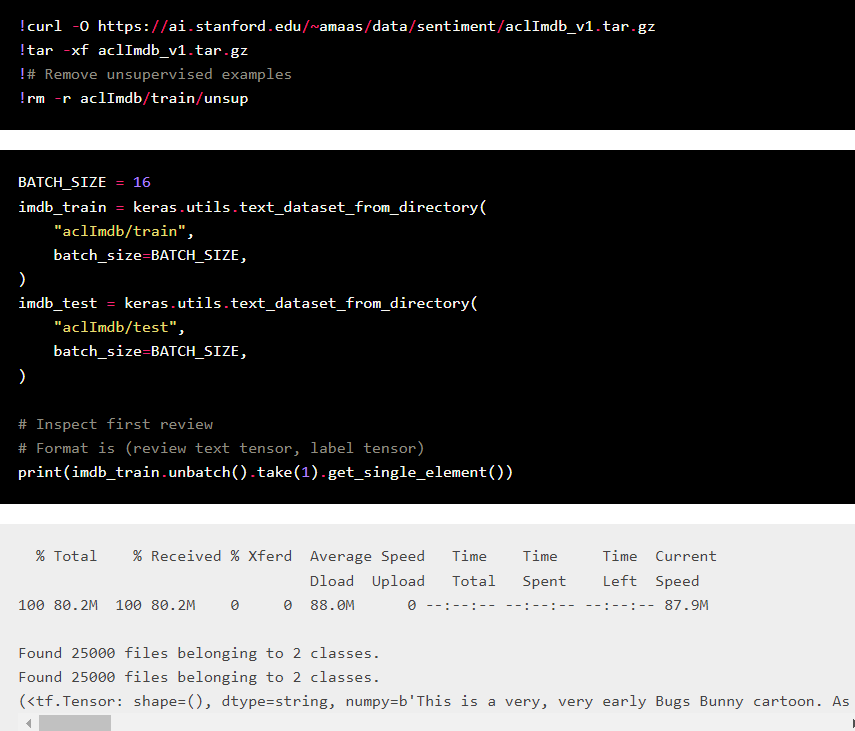 !curl -O https://ai.stanford.edu/~amaas/data/sentiment/aclImdb_v1.tar.gz
!tar -xf aclImdb_v1.tar.gz
!# Remove unsupervised examples
!rm -r aclImdb/train/unsup
BATCH_SIZE = 16
imdb_train = keras.utils.text_dataset_from_directory(
    "aclImdb/train",
    batch_size=BATCH_SIZE,
)
imdb_test = keras.utils.text_dataset_from_directory(
    "aclImdb/test",
    batch_size=BATCH_SIZE,
)
# Inspect first review
# Format is (review text tensor, label tensor)
print(imdb_train.unbatch().take(1).get_single_element())
  % Total    % Received % Xferd  Average Speed   Time    Time     Time  Current
                                 Dload  Upload   Total   Spent    Left  Speed
100 80.2M  100 80.2M    0     0  88.0M      0 --:--:-- --:--:-- --:--:-- 87.9M
Found 25000 files belonging to 2 classes.
Found 25000 files belonging to 2 classes.
(<tf.Tensor: shape=(), dtype=string, numpy=b'This is a very, very early Bugs Bunny cartoon. As